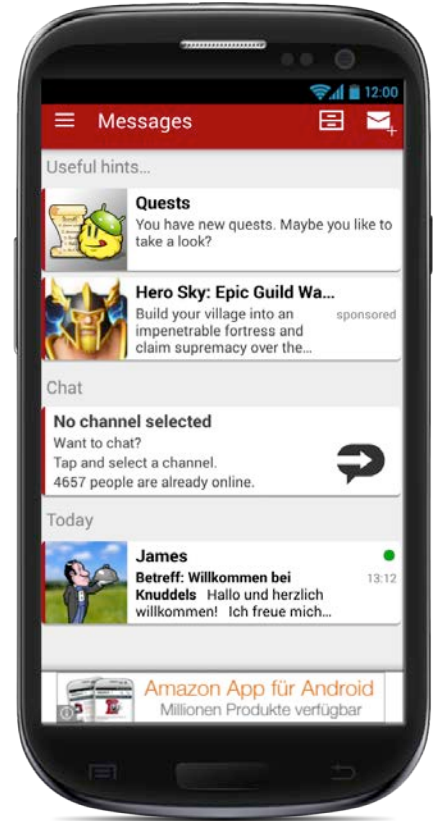 12:00
Messages
Useful hints...
Quests
You have new quests. Maybe you like to
take a look?
Hero Sky: Epic Guild Wa...
Build your village into an
sponsored
impenetrable fortress and
claim supremacy over the...
Chat
No channel selected
Want to chat?
Tap and select a channel.
4657 people are already online.
Today
James
Betreff: Willkommen bei
13:12
Knuddels Hallo und herzlich
willkommen! Ich freue mich...
Amazon App für Android
Millionen Produkte verfügbar